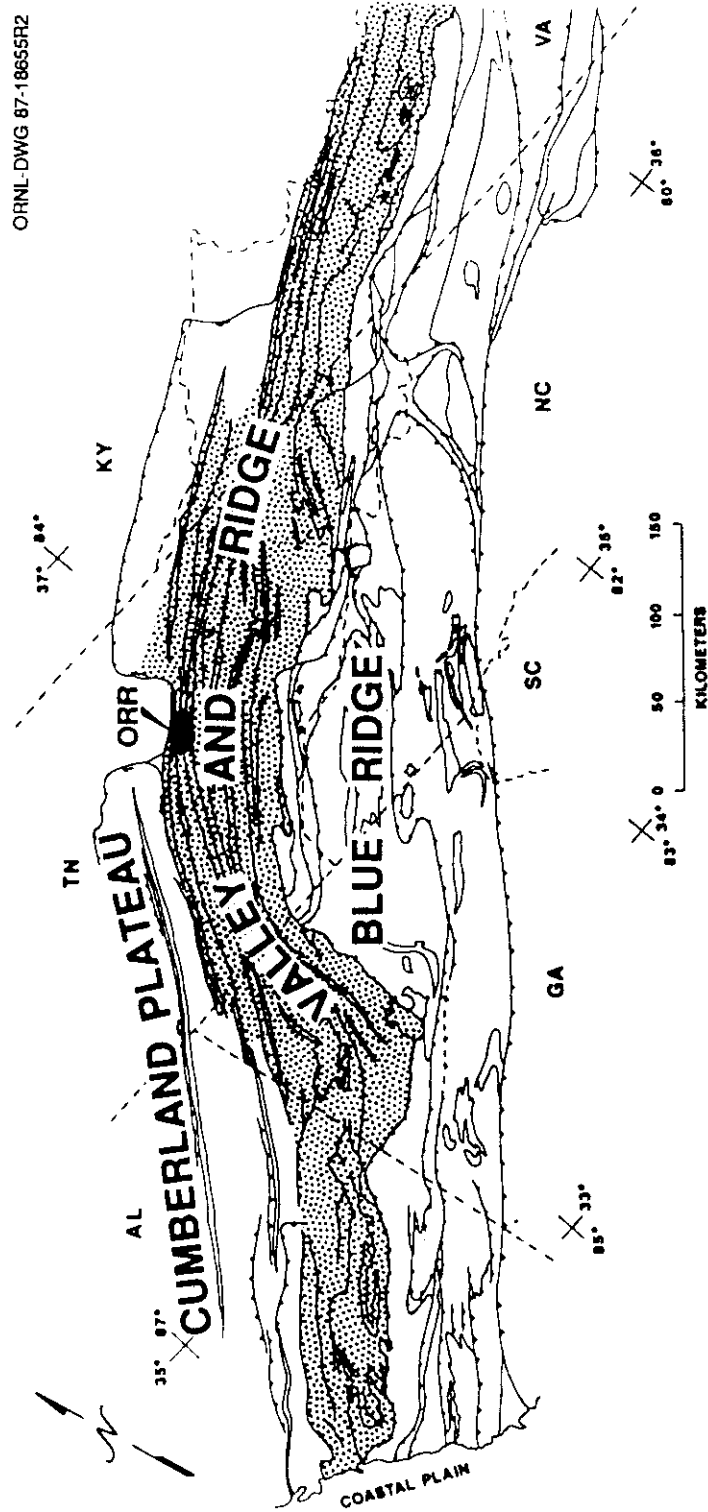 ORNL-DWG 87-18655R2
37° 84°
KY
TN
ORR
AL
35° 87°
CUMBERLAND PLATEAU
VALLEY AND RIDGE
BLUE RIDGE
VA
80° 36°
NC
82° 35°
SC
83° 34°
GA
85° 33°
N
COASTAL PLAIN
0 50 100 150
KILOMETERS